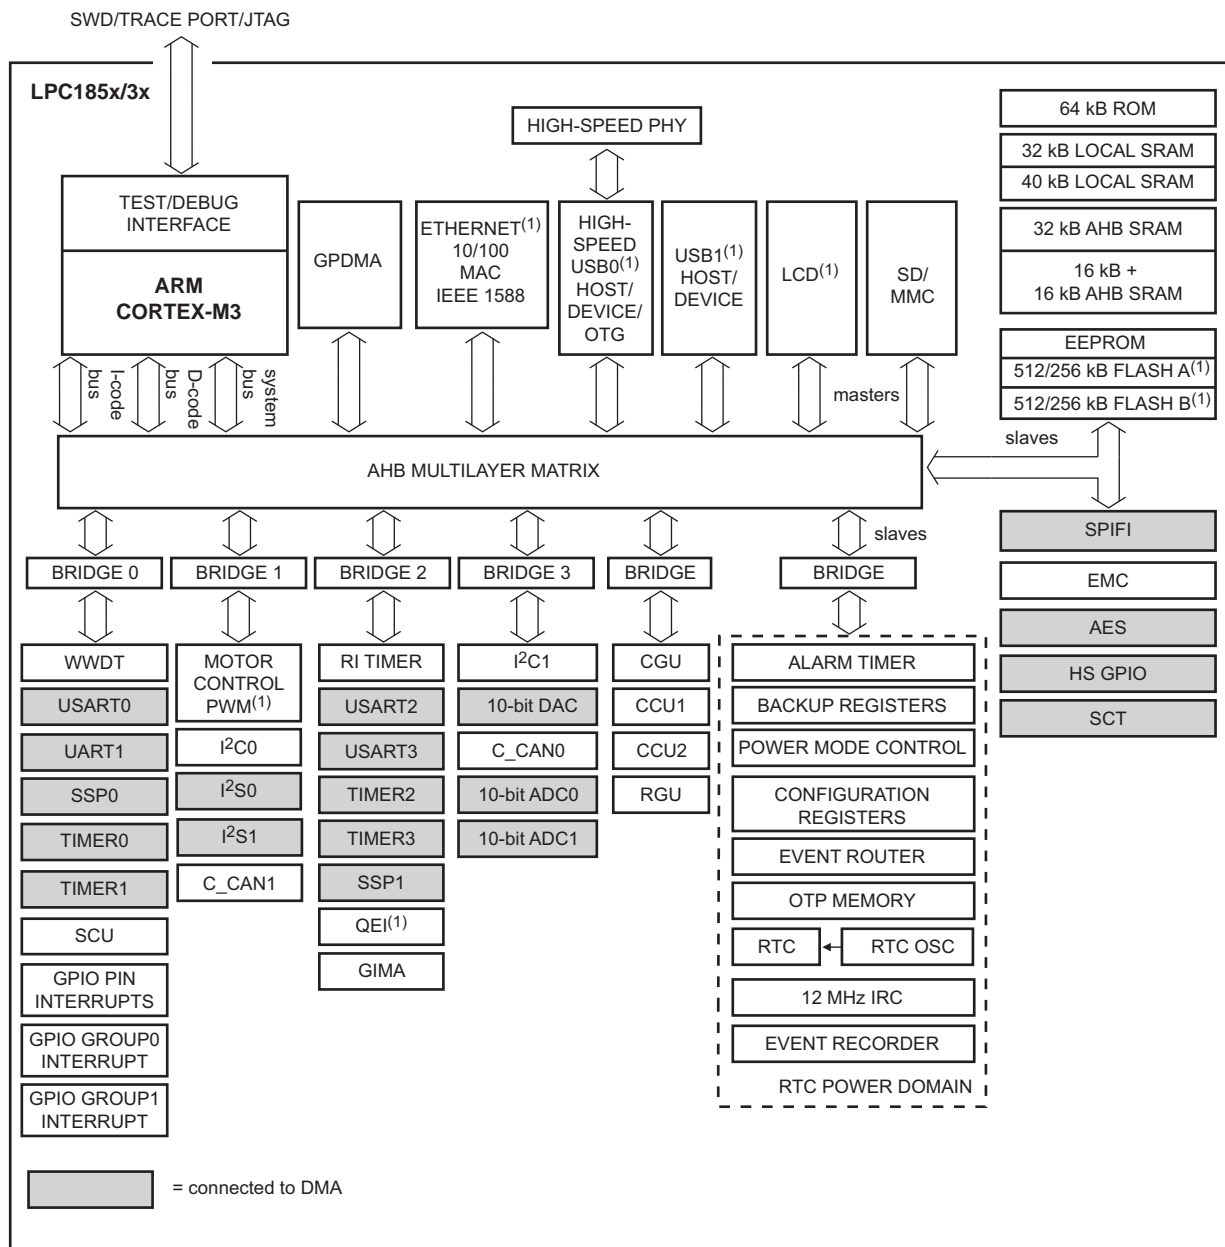 SWD/TRACE PORT/JTAG
LPC185x/3x
HIGH-SPEED PHY
TEST/DEBUG
INTERFACE
ARM
CORTEX-M3
GPDMA
ETHERNET(1)
10/100
MAC
IEEE 1588
HIGH-
SPEED
USB0(1)
HOST/
DEVICE/
OTG
USB1(1)
HOST/
DEVICE
LCD(1)
SD/
MMC
64 kB ROM
32 kB LOCAL SRAM
40 kB LOCAL SRAM
32 kB AHB SRAM
16 kB +
16 kB AHB SRAM
EEPROM
512/256 kB FLASH A(1)
512/256 kB FLASH B(1)
I-code
bus
D-code
bus
system
bus
masters
slaves
AHB MULTILAYER MATRIX
slaves
BRIDGE 0
BRIDGE 1
BRIDGE 2
BRIDGE 3
BRIDGE
BRIDGE
WWDT
USART0
UART1
SSP0
TIMER0
TIMER1
SCU
GPIO PIN
INTERRUPTS
GPIO GROUP0
INTERRUPT
GPIO GROUP1
INTERRUPT
MOTOR
CONTROL
PWM(1)
I2C0
I2S0
I2S1
C_CAN1
RI TIMER
USART2
USART3
TIMER2
TIMER3
SSP1
QEI(1)
GIMA
I2C1
10-bit DAC
C_CAN0
10-bit ADC0
10-bit ADC1
CGU
CCU1
CCU2
RGU
ALARM TIMER
BACKUP REGISTERS
POWER MODE CONTROL
CONFIGURATION
REGISTERS
EVENT ROUTER
OTP MEMORY
RTC
RTC OSC
12 MHz IRC
EVENT RECORDER
RTC POWER DOMAIN
SPIFI
EMC
AES
HS GPIO
SCT
= connected to DMA